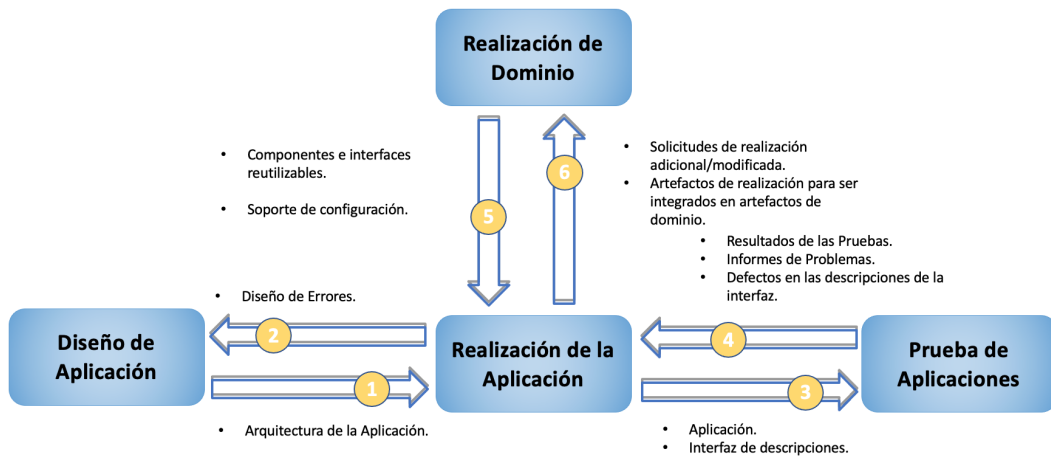 Realización de
Dominio
• Componentes e interfaces
reutilizables.
• Soporte de configuración.
5
6
• Solicitudes de realización
adicional/modificada.
• Artefactos de realización para ser
integrados en artefactos de
dominio.
• Resultados de las Pruebas.
• Informes de Problemas.
• Defectos en las descripciones de la
interfaz.
• Diseño de Errores.
Diseño de
Aplicación
2
1
• Arquitectura de la Aplicación.
Realización de la
Aplicación
4
3
• Aplicación.
• Interfaz de descripciones.
Prueba de
Aplicaciones